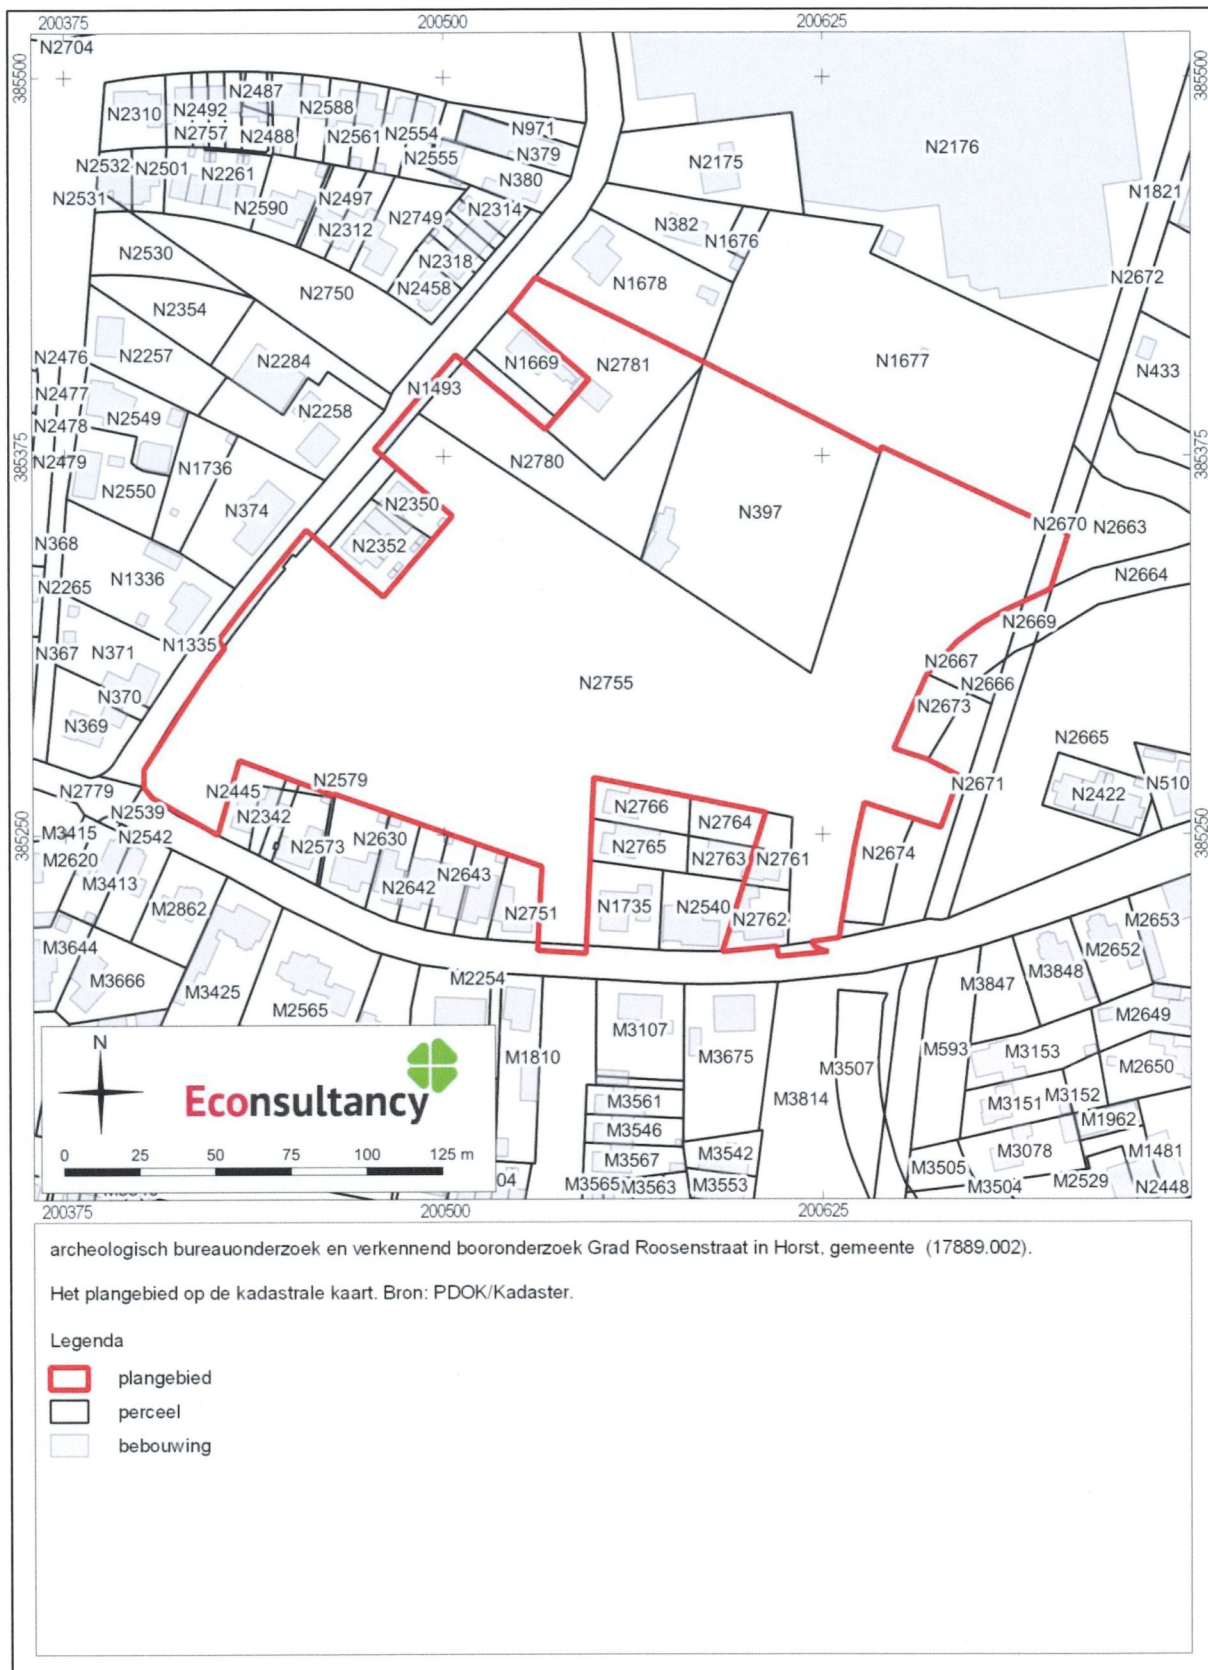 200375 200500 200625
N2704
385500 385500
N2487
N2310 N2492 N2588
N2757 N2488 N2561 N2554 N971
N2555 N379
N2532 N2501 N2261 N380
N2531 N2590 N2497 N2749 N2314
N2312
N2175 N2176
N1821
N382 N1676
N2530 N2318
N2458 N1678 N2672
N2354 N2750
N2476 N2257 N2284 N1669 N2781 N1677 N433
N2477 N1493
N2549 N2258
N2478
385375 385375
N2479 N1736 N2780
N2550
N374 N2350 N397 N2670 N2663
N368 N2352
N1336 N2664
N2265
N2669
N367 N371 N1335 N2667
N2755 N2666
N370 N2673
N369 N2665
N2779 N2445 N2579 N2671 N510
N2539 N2342 N2766 N2764 N2422
385250 385250
M3415 N2542 N2573 N2630 N2765 N2763 N2761 N2674
M2620 N2642 N2643
M3413
M2862 N2751 N1735 N2540 N2762
M3644 M2653
M3666 M3425 M2254 M3847 M3848 M2652
M2565 M3107 M3675 M3507 M2649
M1810 M593 M3153
M2650
M3561 M3814 M3151 M3152
M3546 M1962
M3542 M3078 M1481
M3567 M3505
M3565 M3563 M3553 M3504 M2529 N2448
N
Econsultancy
0 25 50 75 100 125 m
200375 200500 200625
archeologisch bureauonderzoek en verkennend booronderzoek Grad Roosenstraat in Horst, gemeente (17889.002).
Het plangebied op de kadastrale kaart. Bron: PDOK/Kadaster.
Legenda
plangebied
perceel
bebouwing